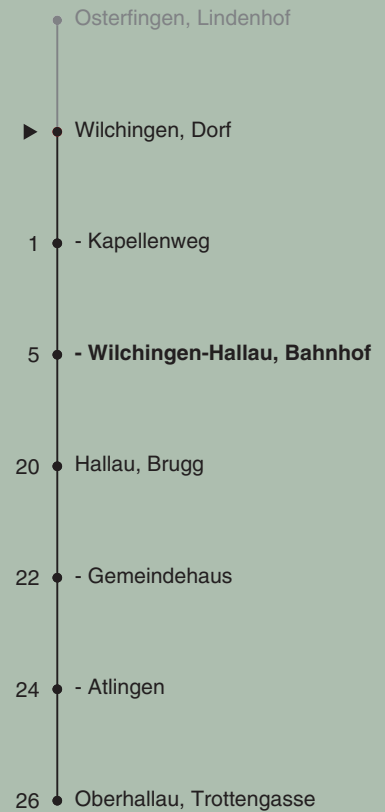 Osterfingen, Lindenhof
Wilchingen, Dorf
1 - Kapellenweg
5 - Wilchingen-Hallau, Bahnhof
20 Hallau, Brugg
22 - Gemeindehaus
24 - Atlingen
26 Oberhallau, Trottengasse